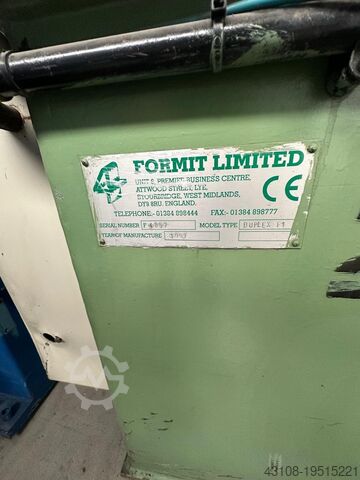 FORMIT LIMITED
UNIT 8, PREMIER BUSINESS CENTRE,
ATTWOOD STREET, LYE,
STOURBRIDGE, WEST MIDLANDS,
DY9 8RU, ENGLAND.
CE
TELEPHONE:- 01384 898444 FAX:- 01384 898777
SERIAL NUMBER MODEL TYPE DUPLEX
YEAR OF MANUFACTURE
43108-19515221